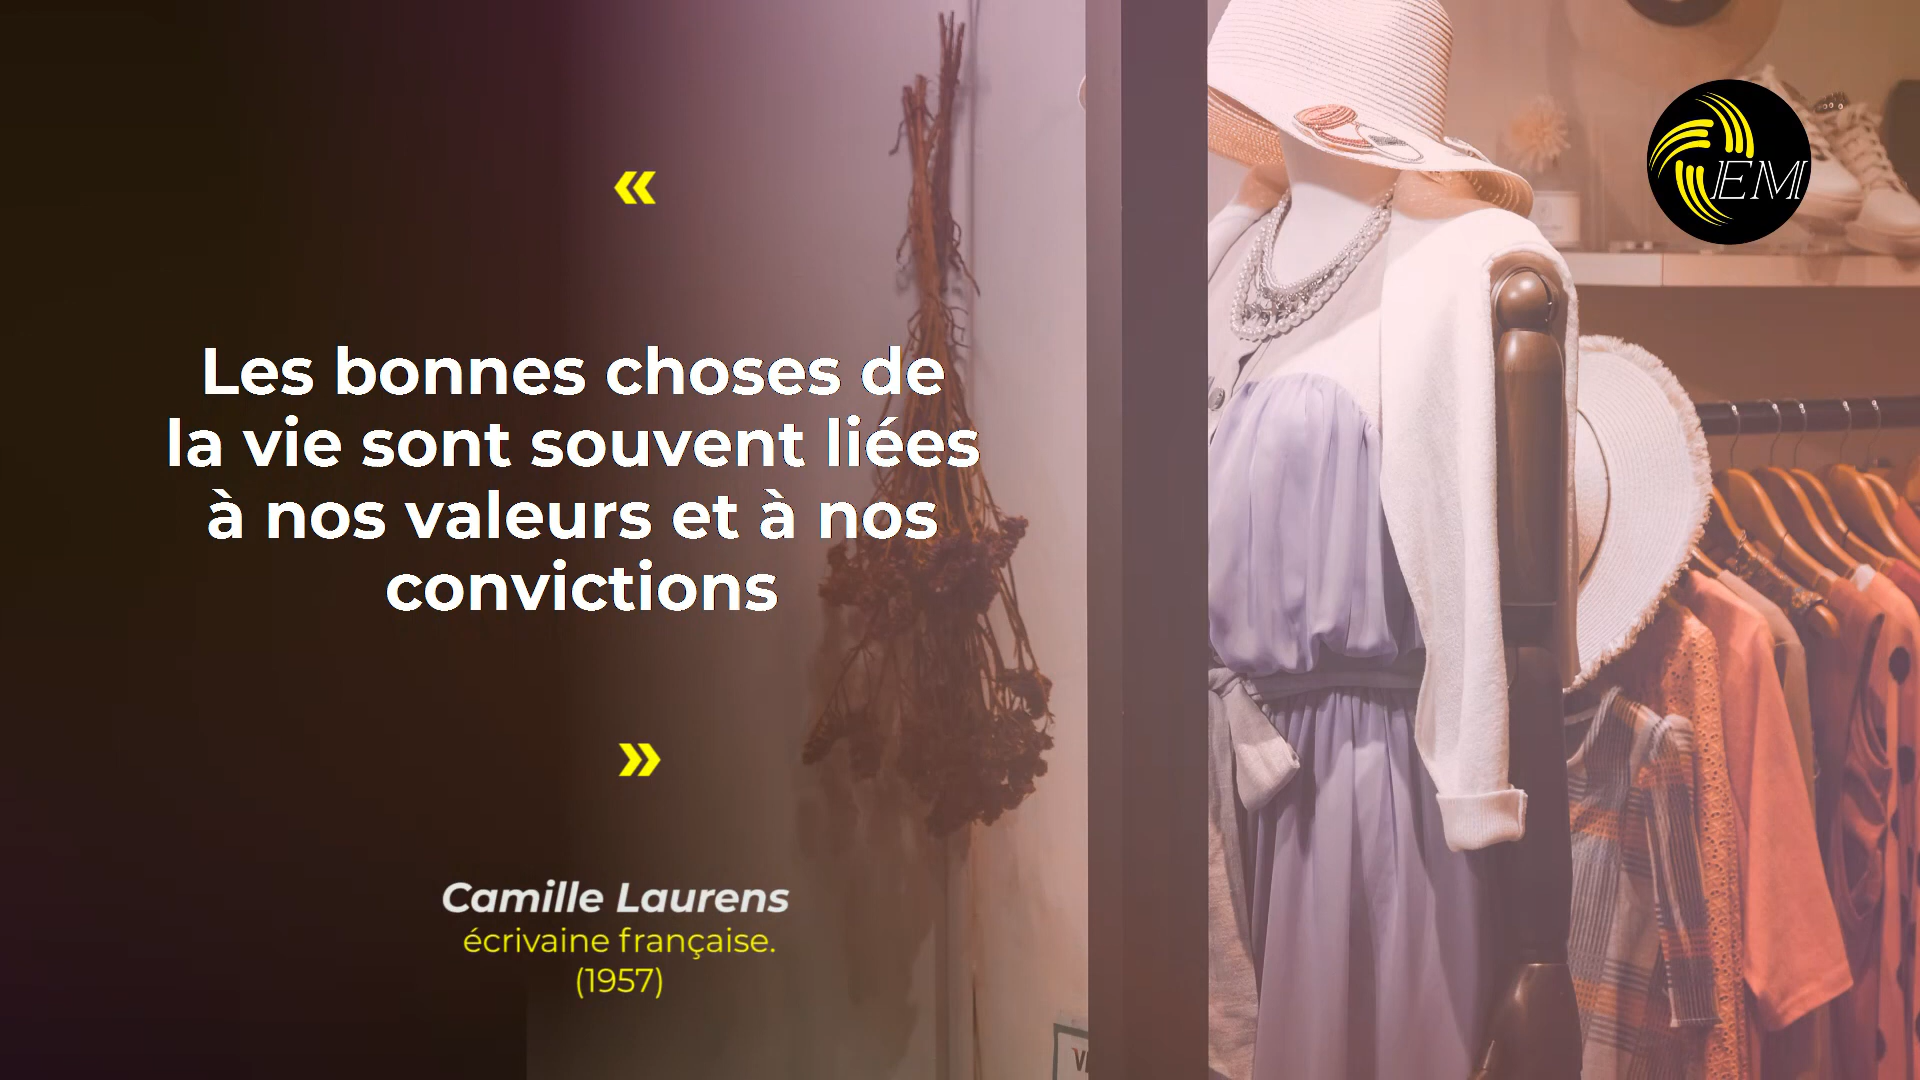 «
Les bonnes choses de
la vie sont souvent liées
à nos valeurs et à nos
convictions
»
Camille Laurens
écrivaine française.
(1957)
EM